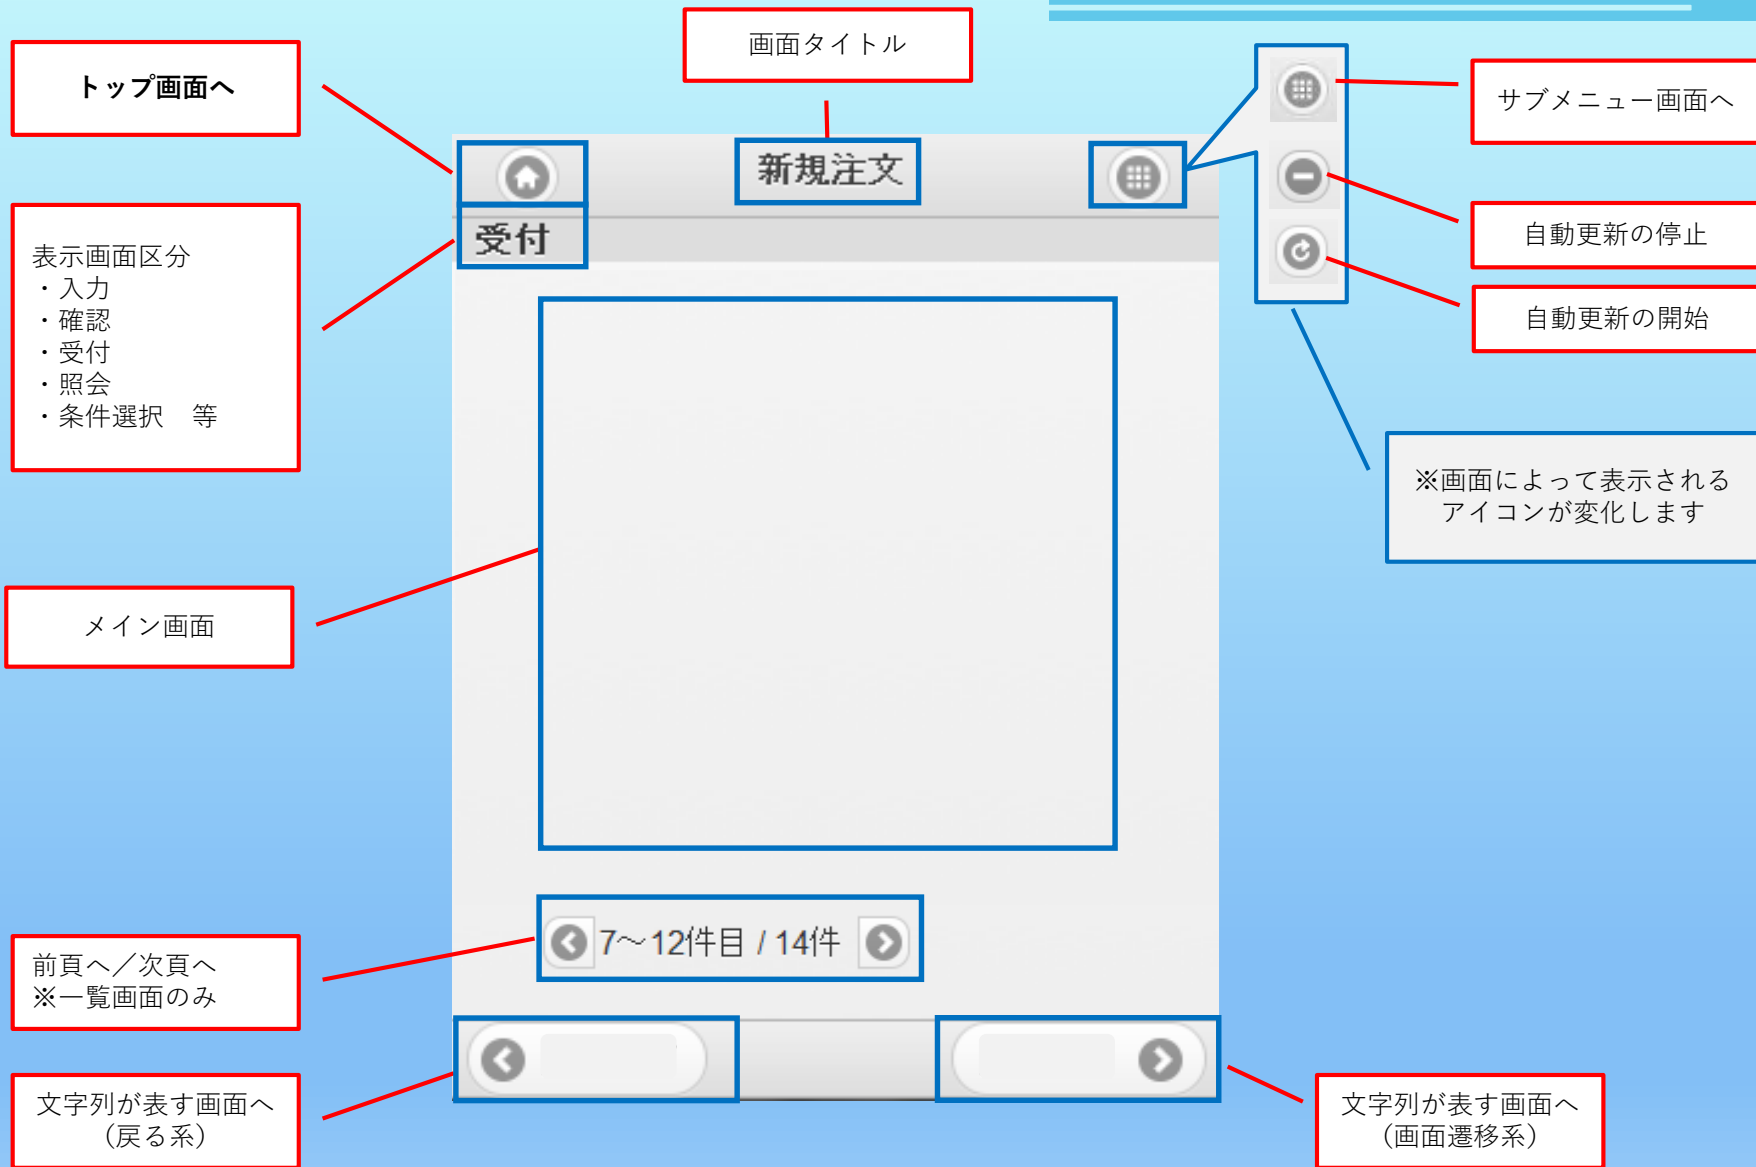 画面タイトル
トップ画面へ
サブメニュー画面へ
新規注文
受付
表示画面区分
・入力
・確認
・受付
・照会
・条件選択　等
自動更新の停止
自動更新の開始
※画面によって表示される
アイコンが変化します
メイン画面
7～12件目 / 14件
前頁へ／次頁へ
※一覧画面のみ
文字列が表す画面へ
（戻る系）
文字列が表す画面へ
（画面遷移系）